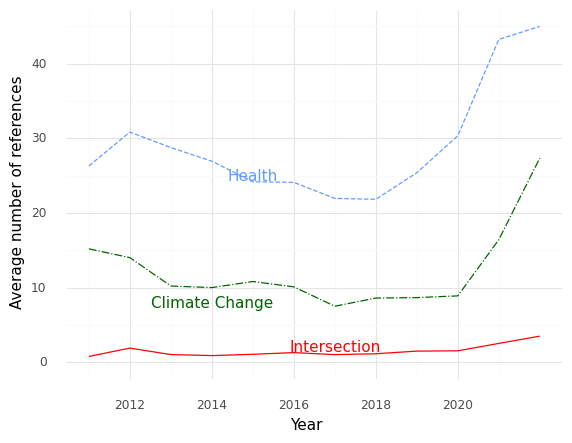 Average number of references
40
30
20
10
0
Health
Climate Change
Intersection
2012 2014 2016 2018 2020
Year